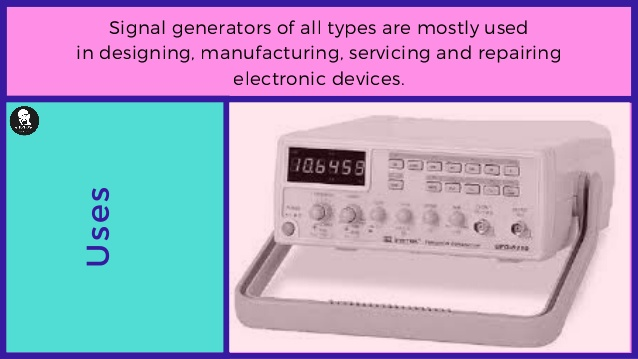 Signal generators of all types are mostly used
in designing, manufacturing, servicing and repairing
electronic devices.
Uses
10.6459